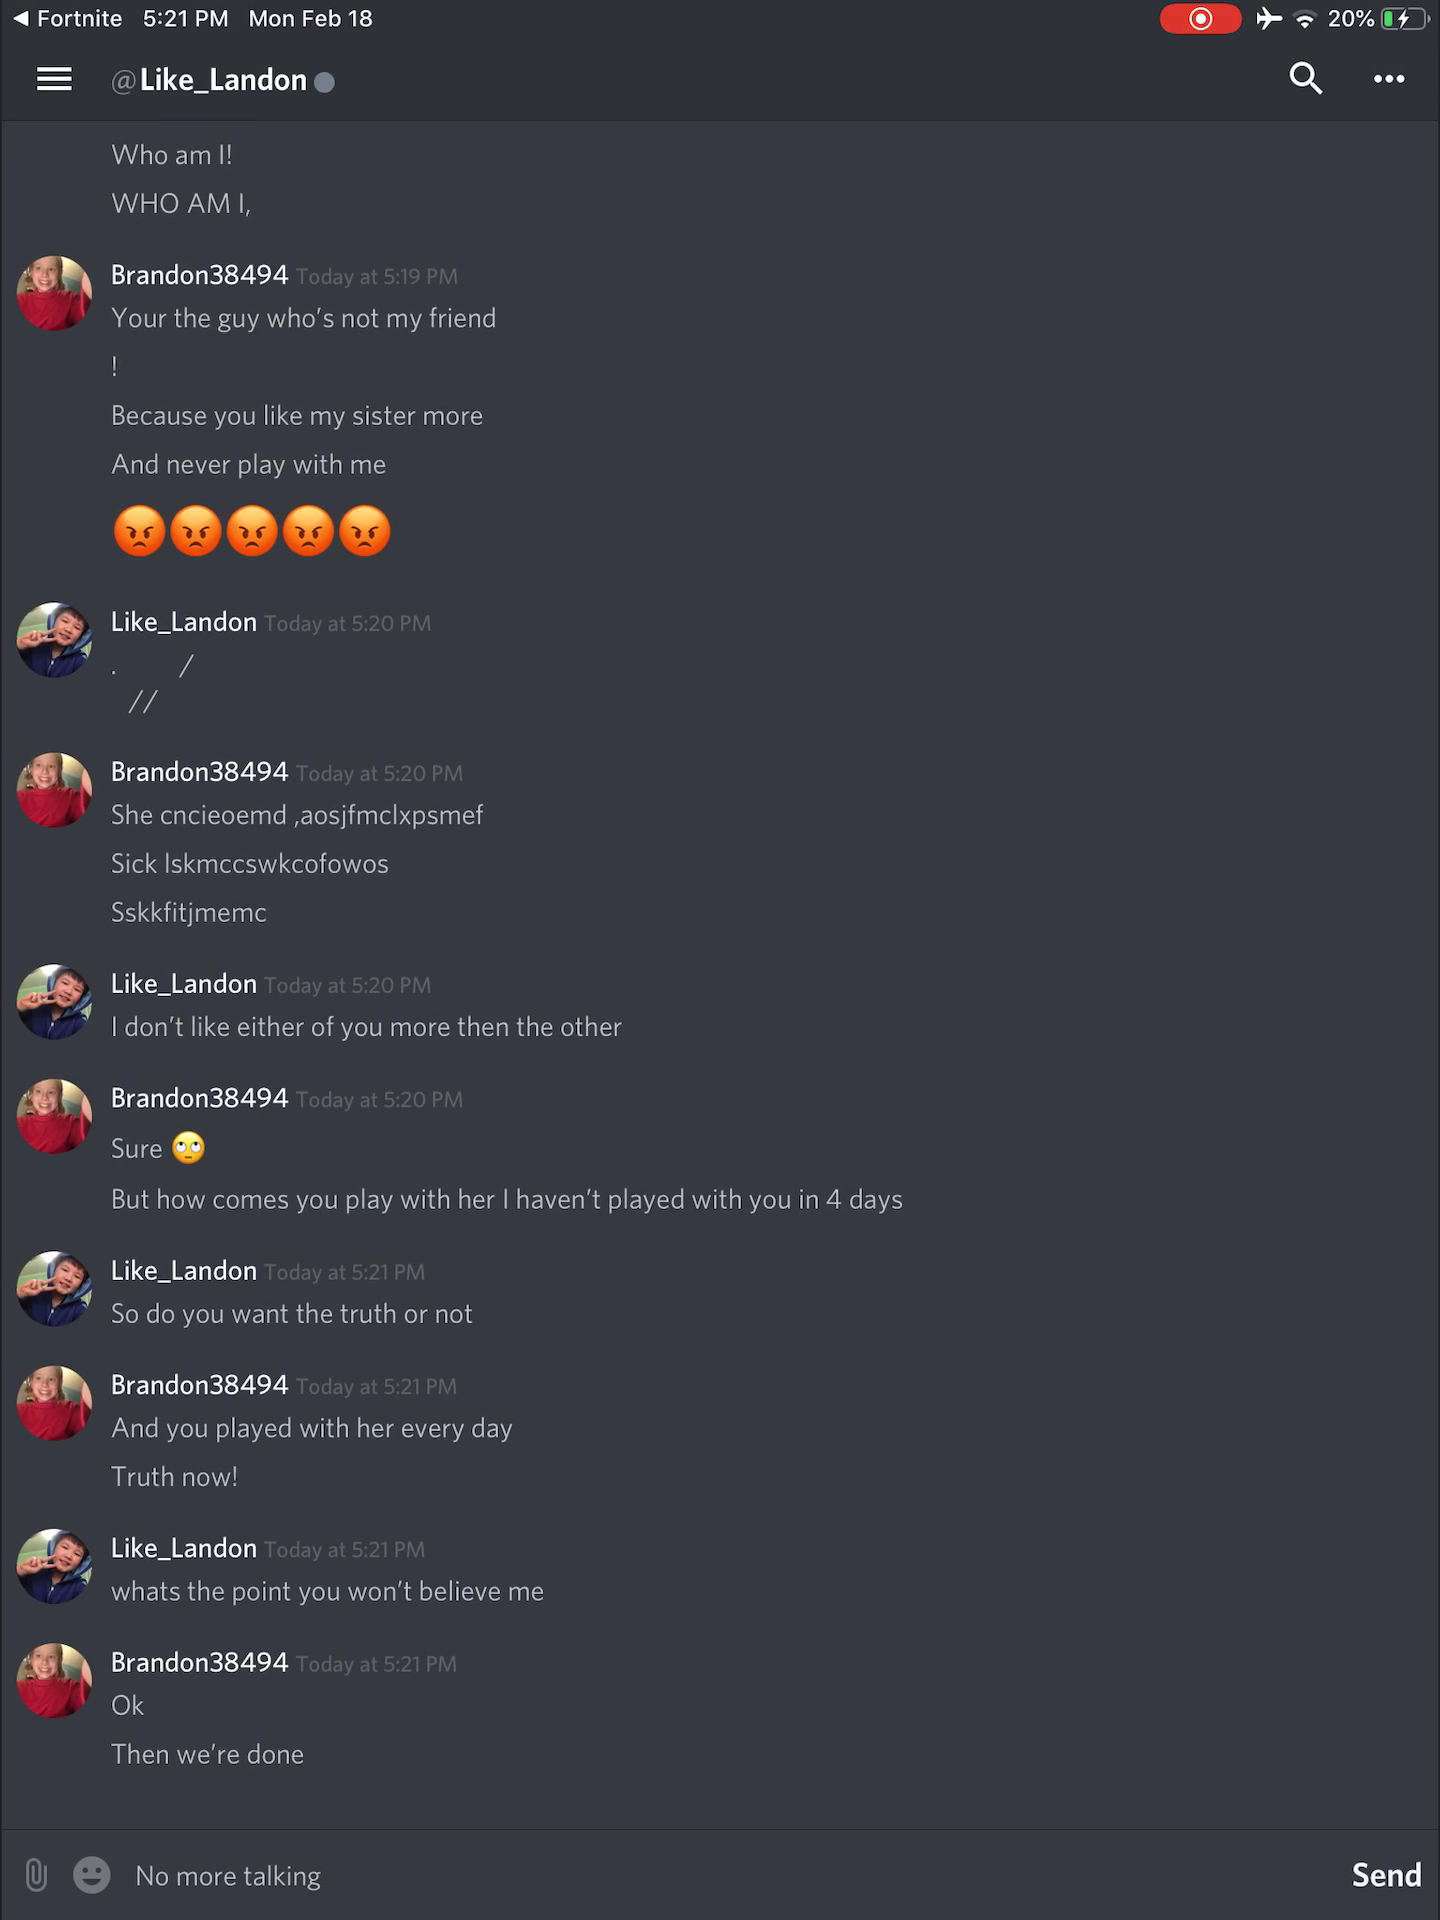 ◀ Fortnite 5:21 PM Mon Feb 18 20%
@Like_Landon
Who am I!
WHO AM I,
Brandon38494 Today at 5:19 PM
Your the guy who's not my friend
!
Because you like my sister more
And never play with me
😡😡😡😡😡
Like_Landon Today at 5:20 PM
. /
//
Brandon38494 Today at 5:20 PM
She cncieoemd ,aosjfmclxpsmef
Sick lskmccswkcofowos
Sskkfitjmemc
Like_Landon Today at 5:20 PM
I don't like either of you more then the other
Brandon38494 Today at 5:20 PM
Sure 🙄
But how comes you play with her I haven't played with you in 4 days
Like_Landon Today at 5:21 PM
So do you want the truth or not
Brandon38494 Today at 5:21 PM
And you played with her every day
Truth now!
Like_Landon Today at 5:21 PM
whats the point you won't believe me
Brandon38494 Today at 5:21 PM
Ok
Then we're done
No more talking Send